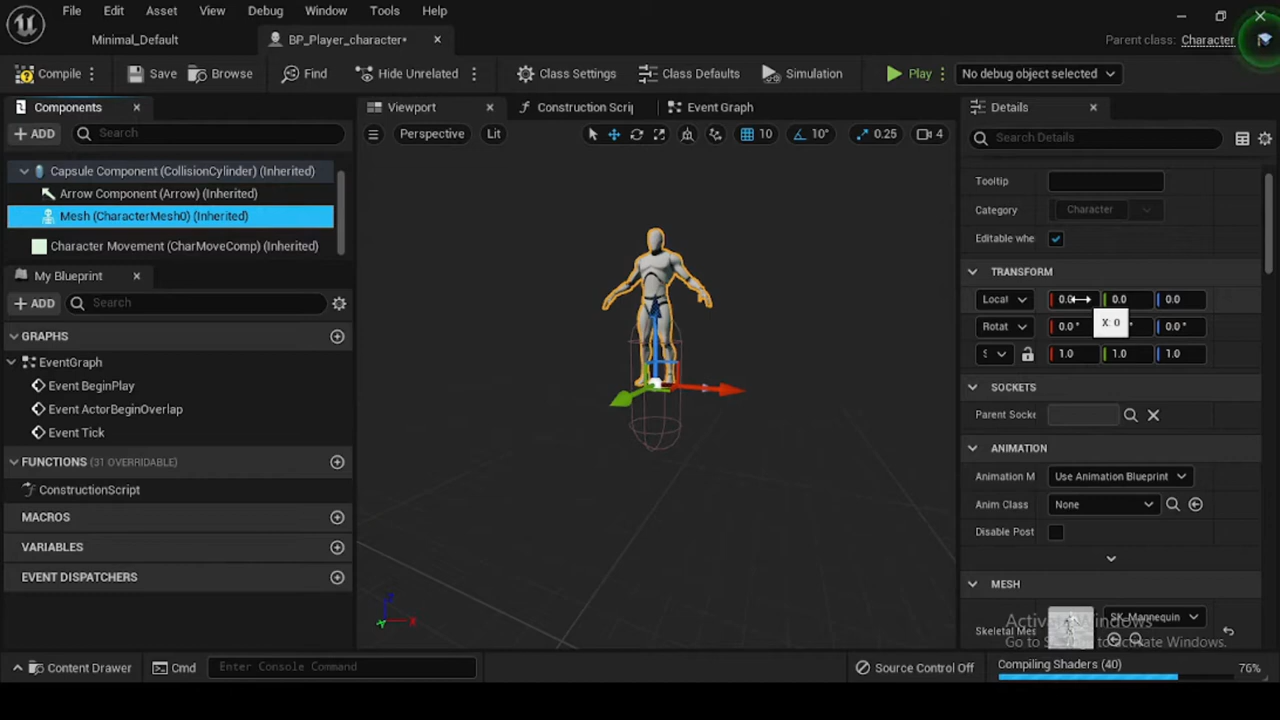 File Edit Asset View Debug Window Tools Help
Minimal_Default BP_Player_character* Parent class: Character
Compile Save Browse Find Hide Unrelated Class Settings Class Defaults Simulation Play No debug object selected
Components Viewport Construction Scrip Event Graph Details
ADD Search Perspective Lit 10 10° 0.25 4 Search Details
Capsule Component (CollisionCylinder) (Inherited)
Arrow Component (Arrow) (Inherited)
Mesh (CharacterMesh0) (Inherited)
Character Movement (CharMoveComp) (Inherited)
My Blueprint
ADD Search
GRAPHS
EventGraph
Event BeginPlay
Event ActorBeginOverlap
Event Tick
FUNCTIONS (31 OVERRIDABLE)
ConstructionScript
MACROS
VARIABLES
EVENT DISPATCHERS
Z X Y
Tooltip
Category Character
Editable whe
TRANSFORM
Locat 0.0 0.0 0.0
X: 0
Rotat 0.0° ° 0.0°
1.0 1.0 1.0
SOCKETS
Parent Socke
ANIMATION
Animation M Use Animation Blueprint
Anim Class None
Disable Post
MESH
Skeletal Mes SK_Mannequin
Activate Windows
Go to Settings to activate Windows.
Content Drawer Cmd Enter Console Command Source Control Off Compiling Shaders (40) 76%